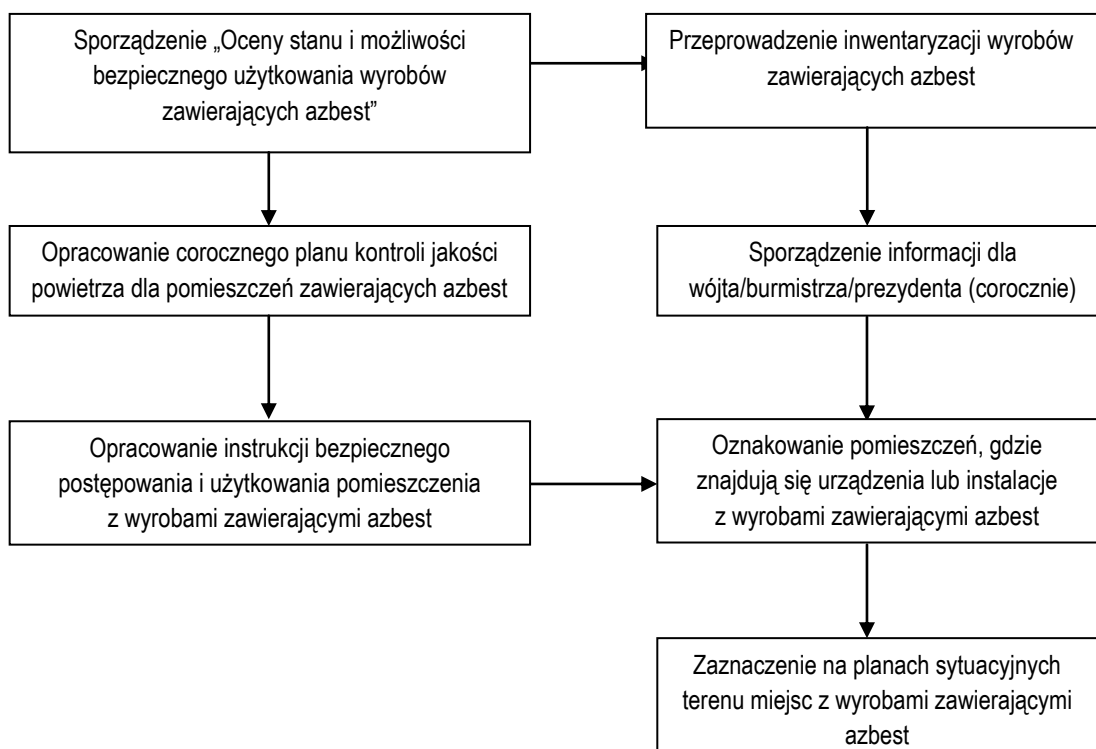 Sporządzenie „Oceny stanu i możliwości
bezpiecznego użytkowania wyrobów
zawierających azbest”
Przeprowadzenie inwentaryzacji wyrobów
zawierających azbest
Opracowanie corocznego planu kontroli jakości
powietrza dla pomieszczeń zawierających azbest
Sporządzenie informacji dla
wójta/burmistrza/prezydenta (corocznie)
Opracowanie instrukcji bezpiecznego
postępowania i użytkowania pomieszczenia
z wyrobami zawierającymi azbest
Oznakowanie pomieszczeń, gdzie
znajdują się urządzenia lub instalacje
z wyrobami zawierającymi azbest
Zaznaczenie na planach sytuacyjnych
terenu miejsc z wyrobami zawierającymi
azbest